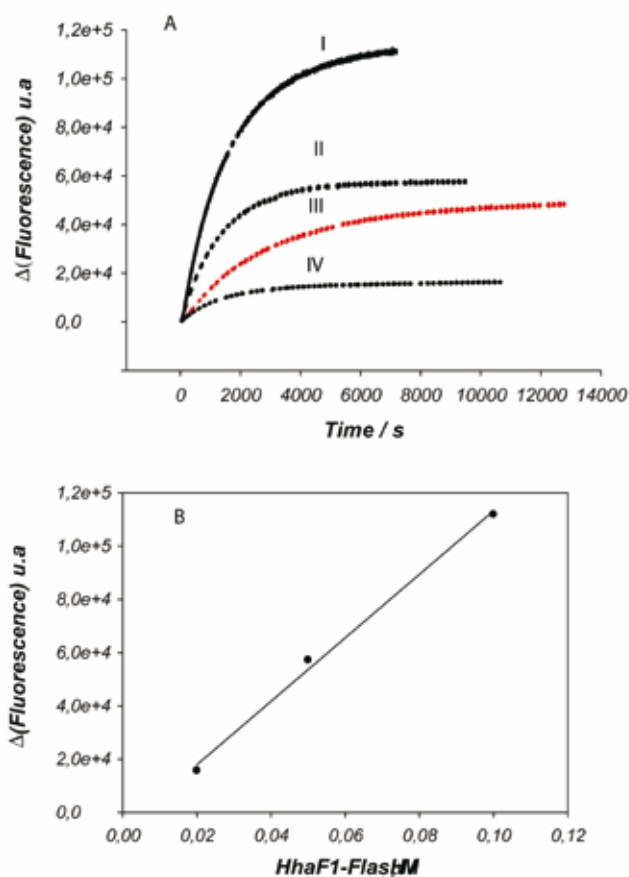 A
Δ(Fluorescence) u.a
1,2e+5
1,0e+5
8,0e+4
6,0e+4
4,0e+4
2,0e+4
0,0
I
II
III
IV
0 2000 4000 6000 8000 10000 12000 14000
Time / s
B
Δ(Fluorescence) u.a
1,2e+5
1,0e+5
8,0e+4
6,0e+4
4,0e+4
2,0e+4
0,0
0,00 0,02 0,04 0,06 0,08 0,10 0,12
HhaF1-Flash